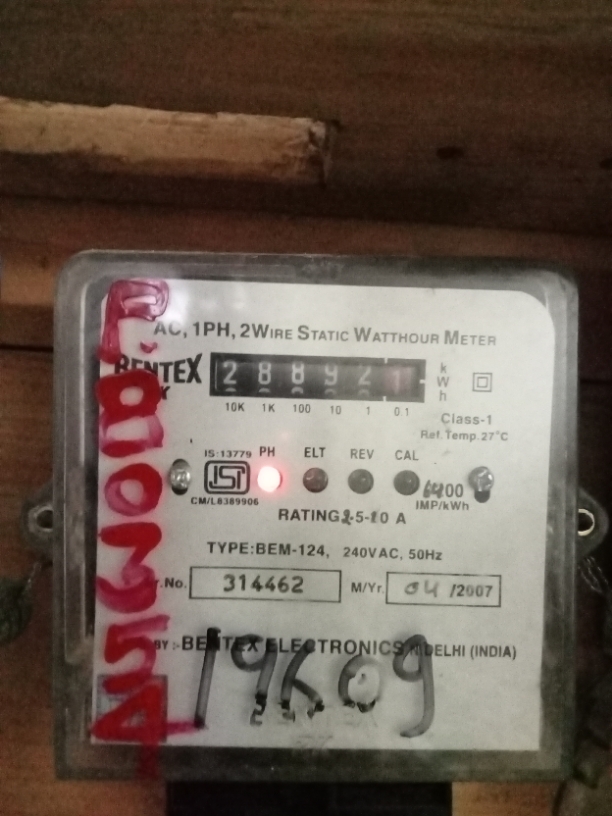 AC, 1PH, 2WIRE STATIC WATTHOUR METER
BENTEX
288921
kWh
10K 1K 100 10 1 0.1
Class-1
Ref. Temp. 27°C
IS:13779 PH ELT REV CAL
ISI
CM/L8389906
6400
IMP/kWh
RATING 2.5-10 A
TYPE:BEM-124, 240VAC, 50Hz
r.No. 314462 M/Yr. 04/2007
BY :- BENTEX ELECTRONICS N DELHI (INDIA)
19609